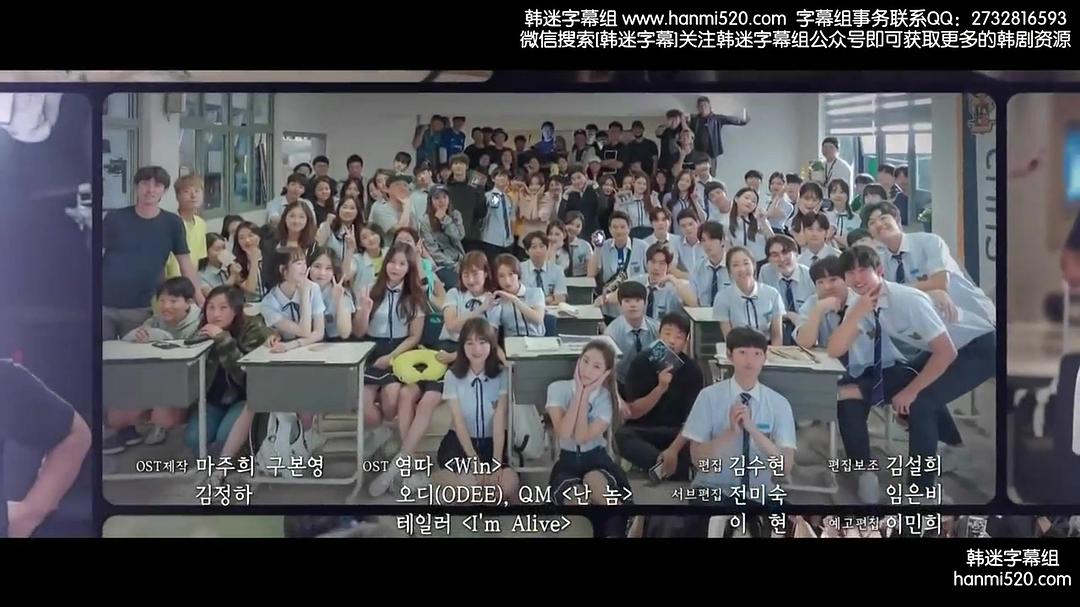 韩迷字幕组 www.hanmi520.com 字幕组事务联系QQ：2732816593
微信搜索[韩迷字幕]关注韩迷字幕组公众号即可获取更多的韩剧资源
OST제작 마주희 구본영 OST 염따 <Win> 편집 김수현 편집보조 김설희
김정하 오디(ODEE), QM <난 놈> 서브편집 전미숙 임은비
테일러 <I'm Alive> 이 현 예고편집 이민희
韩迷字幕组
hanmi520.com